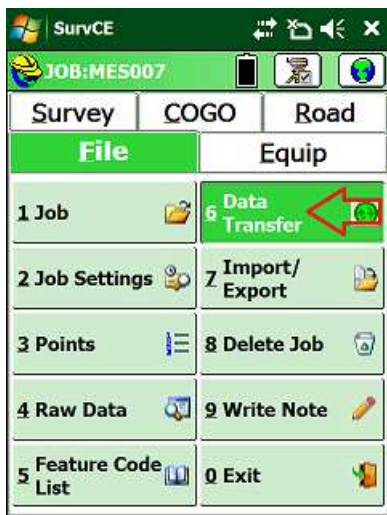 SurvCE
JOB:MES007
Survey COGO Road
File Equip
1 Job
6 Data
Transfer
2 Job Settings
7 Import/
Export
3 Points
8 Delete Job
4 Raw Data
9 Write Note
5 Feature Code
List
0 Exit